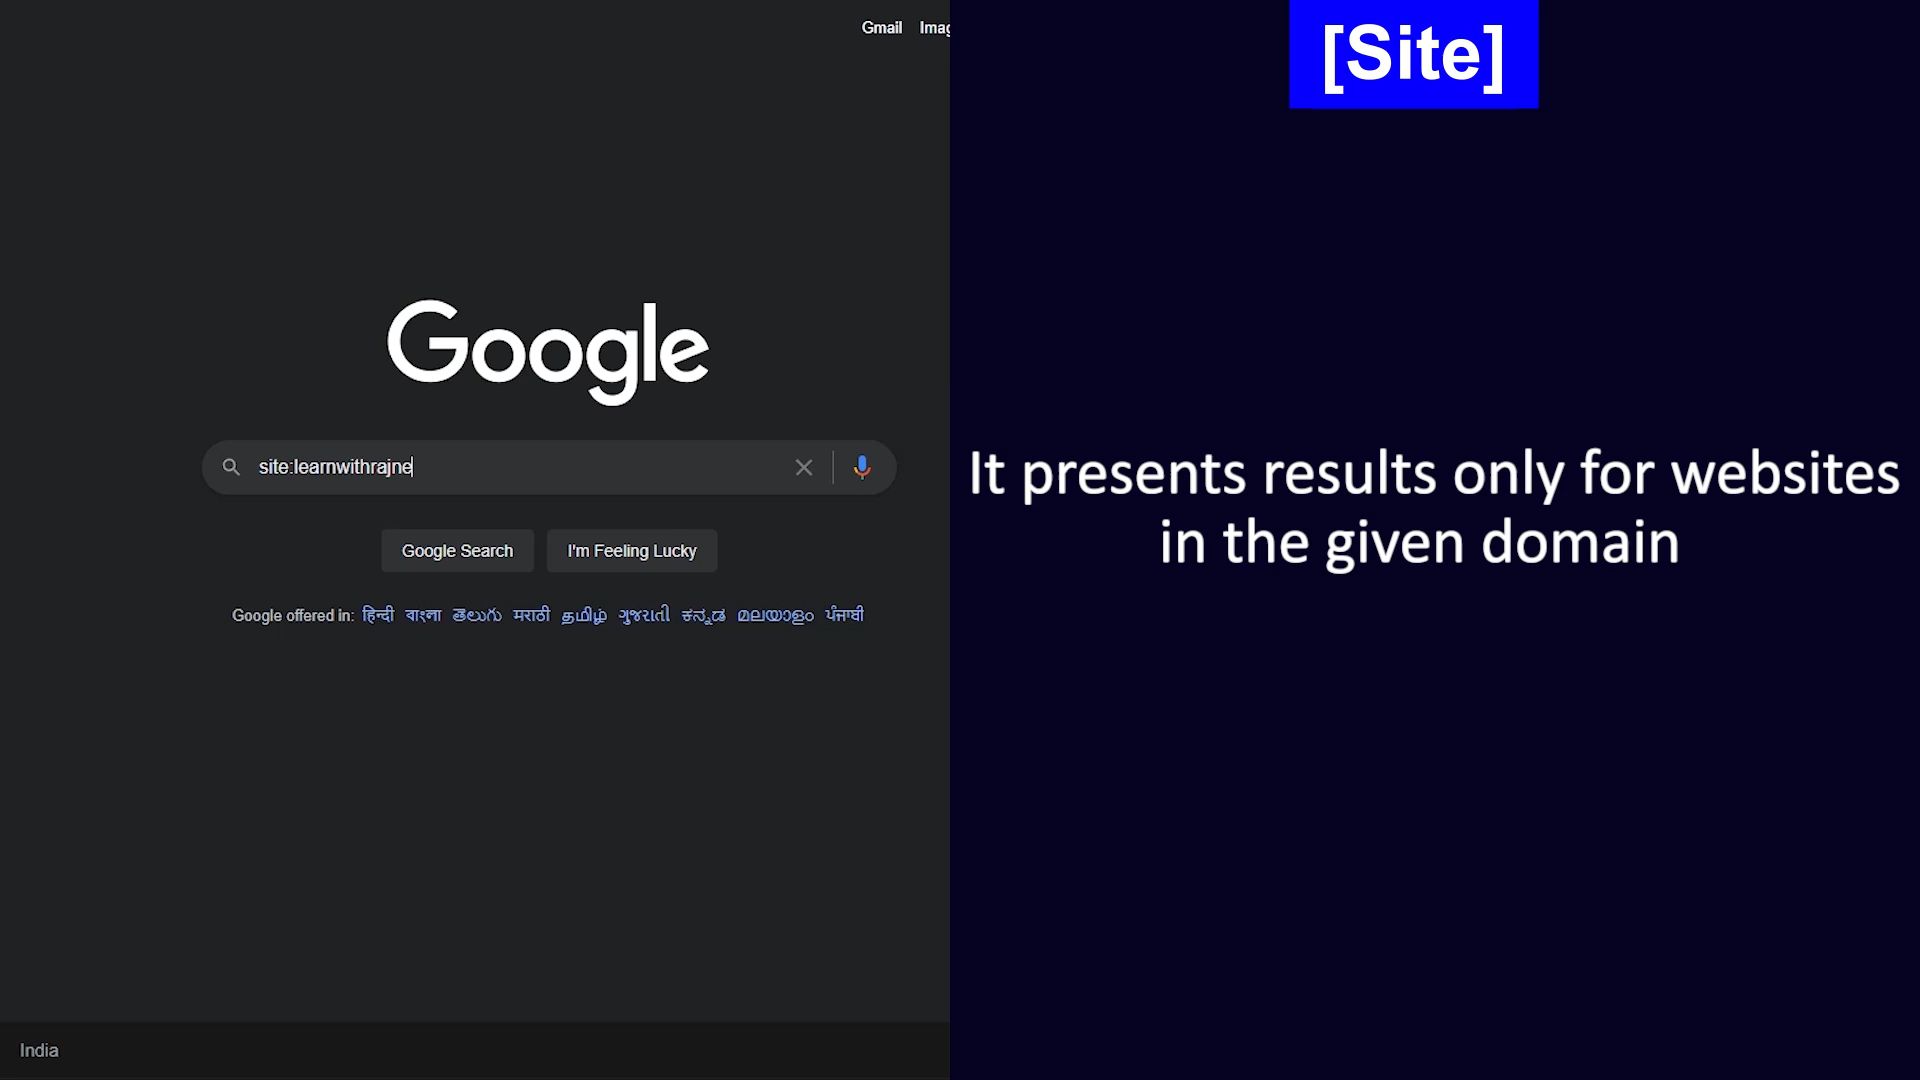 Gmail Imag
Google
site:learnwithrajne
Google Search I'm Feeling Lucky
Google offered in: हिन्दी বাংলা తెలుగు मराठी தமிழ் ગુજરાતી ಕನ್ನಡ മലയാളം ਪੰਜਾਬੀ
India
[Site]
It presents results only for websites
in the given domain